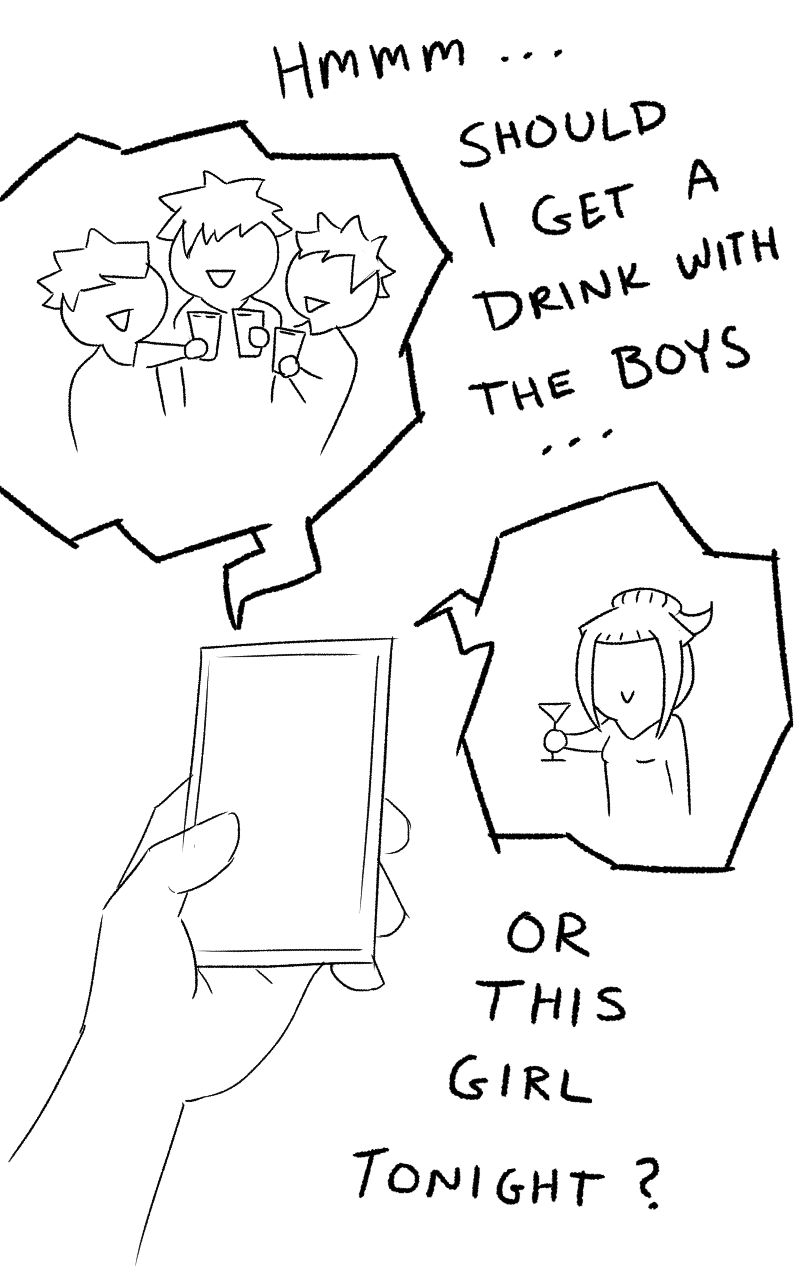 Hmmm ...
SHOULD
I GET A
DRINK WITH
THE BOYS
...
OR
THIS
GIRL
TONIGHT ?